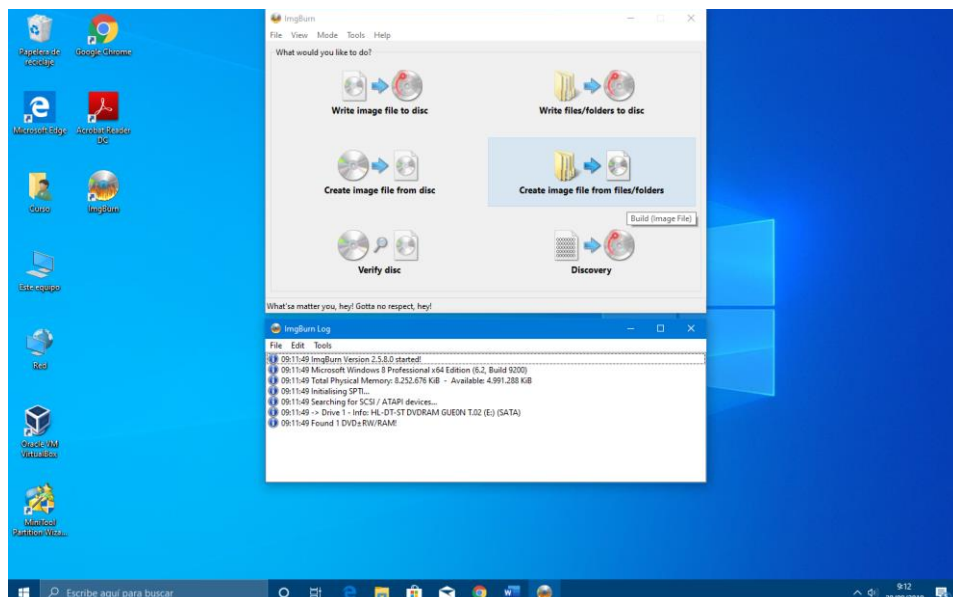 Papelera de
reciclaje
Google Chrome
Microsoft Edge
Acrobat Reader
DC
Curso
ImgBurn
Este equipo
Red
Oracle VM
VirtualBox
MiniTool
Partition Wiza...
ImgBurn
File View Mode Tools Help
What would you like to do?
Write image file to disc
Write files/folders to disc
Create image file from disc
Create image file from files/folders
Build (Image File)
Verify disc
Discovery
What'sa matter you, hey! Gotta no respect, hey!
ImgBurn Log
File Edit Tools
09:11:49 ImgBurn Version 2.5.8.0 started!
09:11:49 Microsoft Windows 8 Professional x64 Edition (6.2, Build 9200)
09:11:49 Total Physical Memory: 8.252.676 KiB - Available: 4.991.288 KiB
09:11:49 Initialising SPTI...
09:11:49 Searching for SCSI / ATAPI devices...
09:11:49 -> Drive 1 - Info: HL-DT-ST DVDRAM GUE0N T.02 (E:) (SATA)
09:11:49 Found 1 DVD±RW/RAM!
Escribe aquí para buscar
9:12